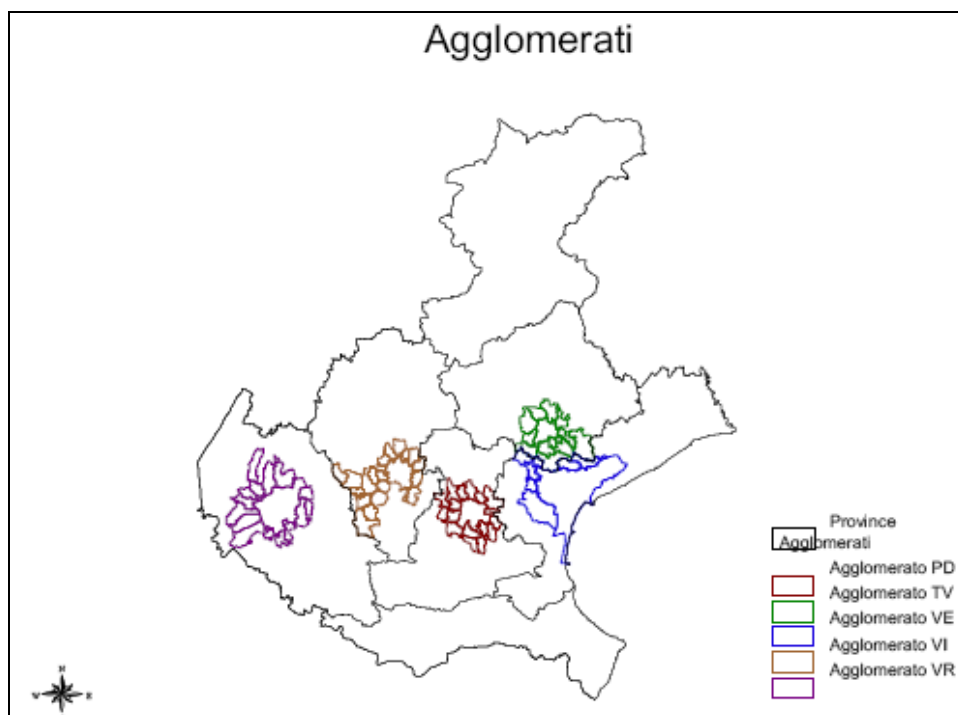 Agglomerati
Province
Agglomerati
Agglomerato PD
Agglomerato TV
Agglomerato VE
Agglomerato VI
Agglomerato VR
N
W E
S